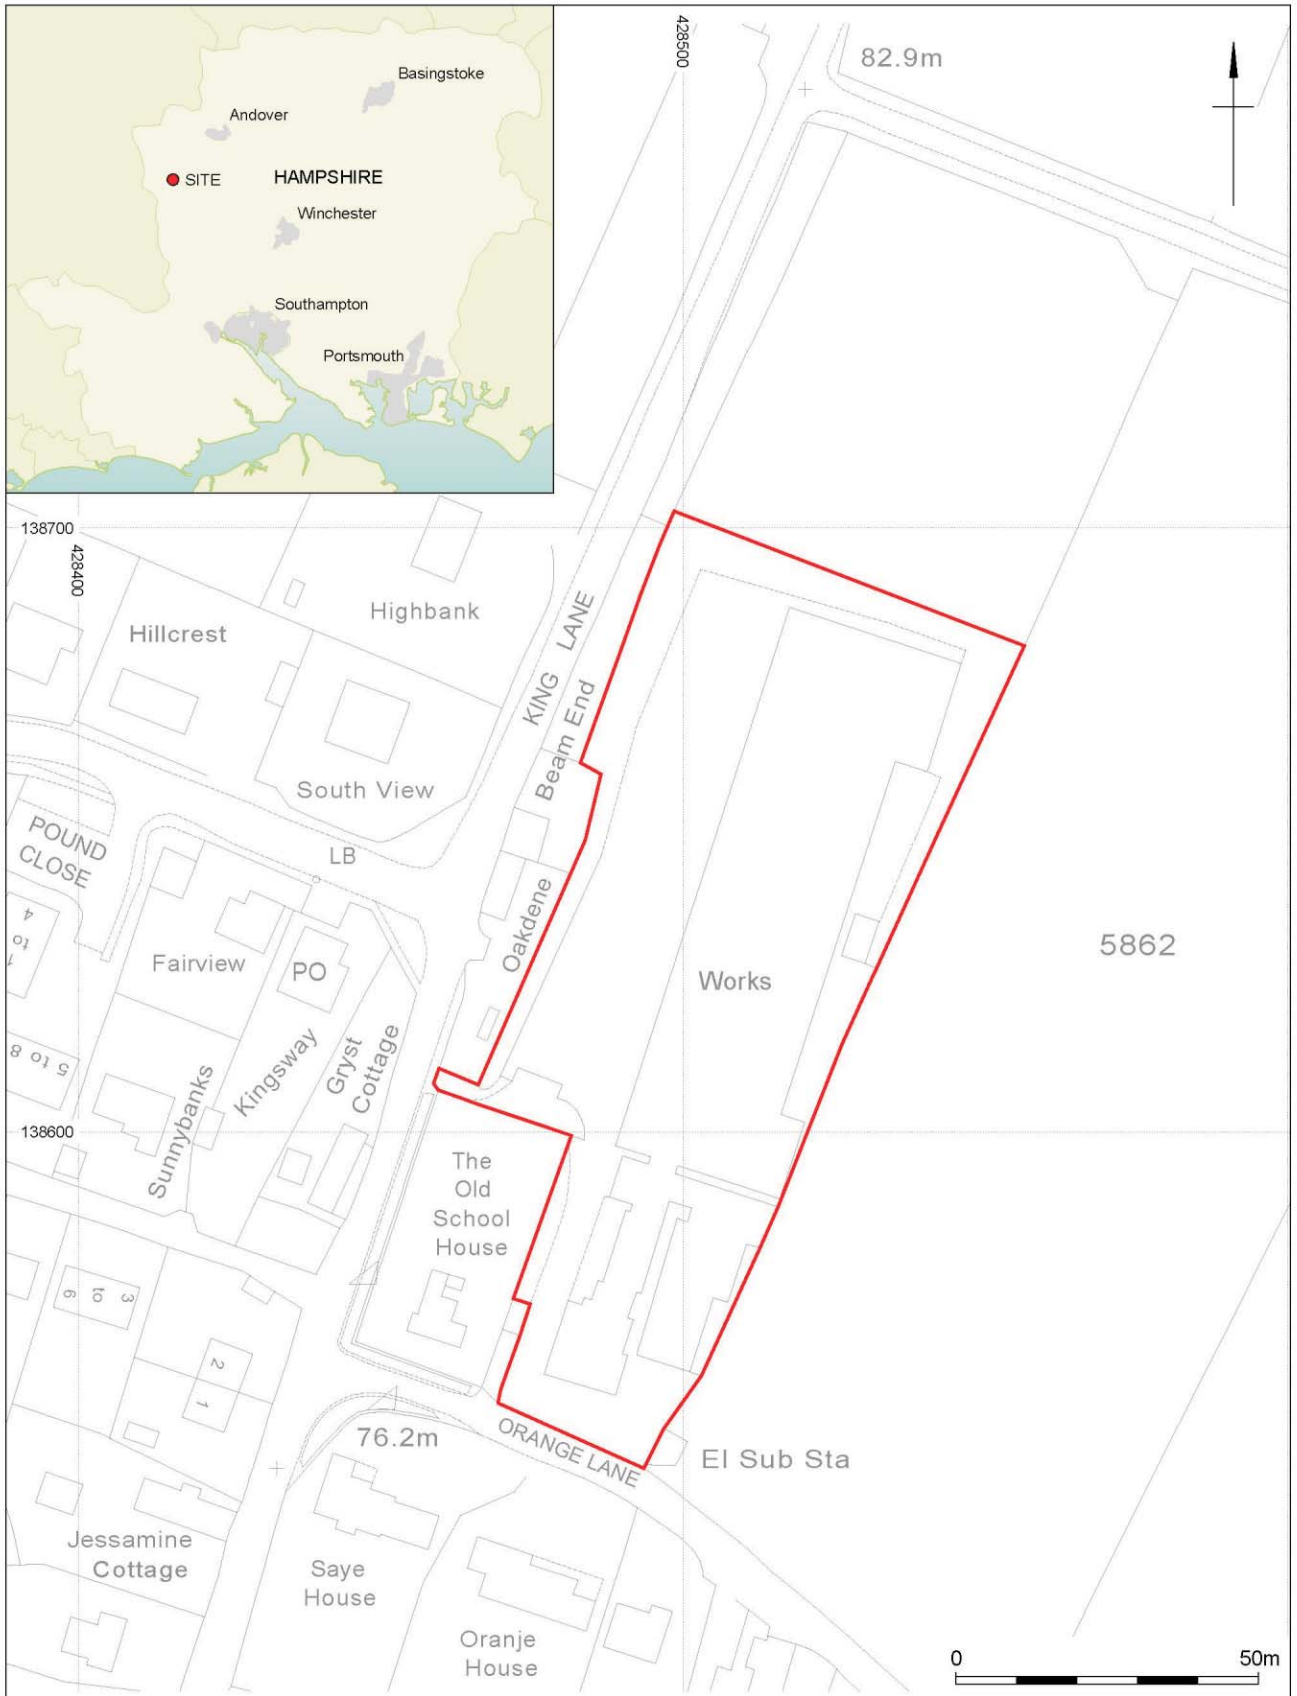 Basingstoke
Andover
SITE
HAMPSHIRE
Winchester
Southampton
Portsmouth
428500
82.9m
138700
428400
Highbank
Hillcrest
KING LANE
Beam End
South View
POUND
CLOSE
LB
Oakdene
1
to
4
Fairview
PO
Works
5862
5 to 8
Sunnybanks
Kingsway
Gryst
Cottage
138600
The
Old
School
House
3
to
6
2
1
76.2m
ORANGE LANE
El Sub Sta
Jessamine
Cottage
Saye
House
Oranje
House
0
50m